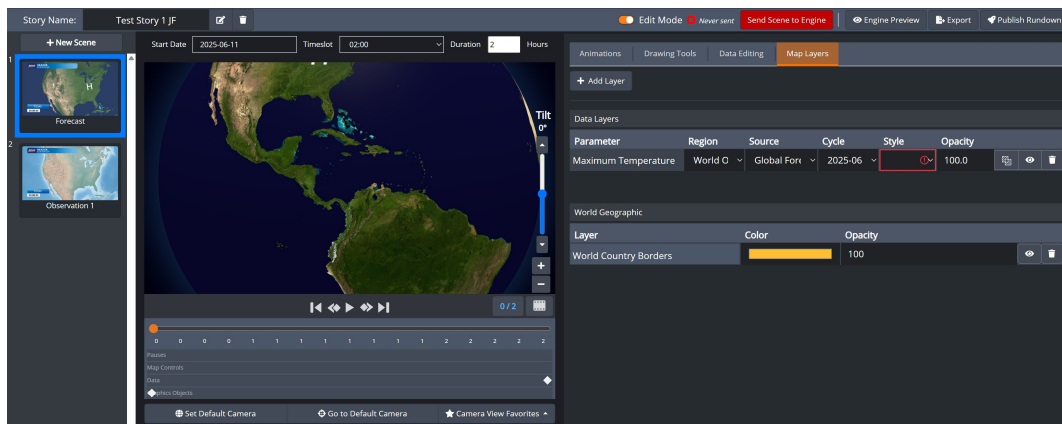 Story Name: Test Story 1 JF Edit Mode Never sent Send Scene to Engine Engine Preview Export Publish Rundown
+ New Scene
Start Date 2025-06-11 Timeslot 02:00 Duration 2 Hours
Animations Drawing Tools Data Editing Map Layers
+ Add Layer
1
H
Forecast
2
Observation 1
H
Tilt
0°
+
−
0/2
0 0 0 0 1 1 1 1 1 1 1 1 2 2 2 2 2
Pauses
Map Controls
Data
phics Objects
Set Default Camera Go to Default Camera Camera View Favorites
Data Layers
Parameter Region Source Cycle Style Opacity
Maximum Temperature World O Global Fore 2025-06 100.0
World Geographic
Layer Color Opacity
World Country Borders 100